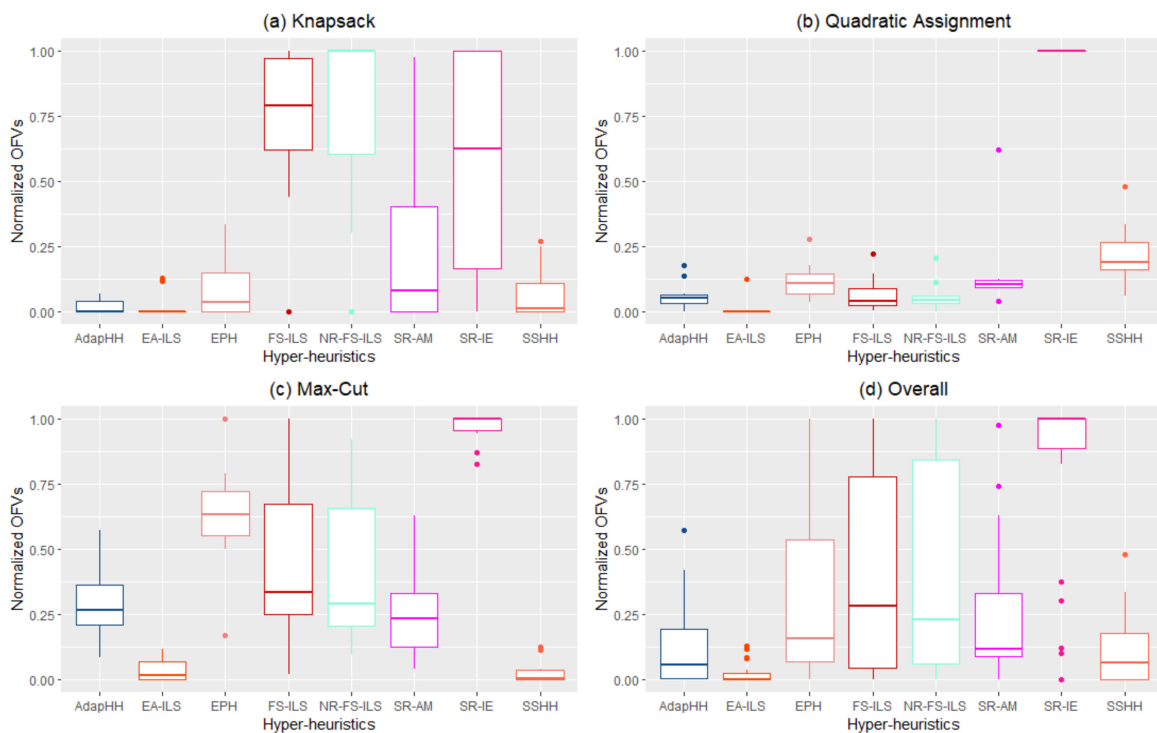 (a) Knapsack
Normalized OFVs
1.00
0.75
0.50
0.25
0.00
AdapHH EA-ILS EPH FS-ILS NR-FS-ILS SR-AM SR-IE SSHH
Hyper-heuristics
(b) Quadratic Assignment
Normalized OFVs
1.00
0.75
0.50
0.25
0.00
AdapHH EA-ILS EPH FS-ILS NR-FS-ILS SR-AM SR-IE SSHH
Hyper-heuristics
(c) Max-Cut
Normalized OFVs
1.00
0.75
0.50
0.25
0.00
AdapHH EA-ILS EPH FS-ILS NR-FS-ILS SR-AM SR-IE SSHH
Hyper-heuristics
(d) Overall
Normalized OFVs
1.00
0.75
0.50
0.25
0.00
AdapHH EA-ILS EPH FS-ILS NR-FS-ILS SR-AM SR-IE SSHH
Hyper-heuristics